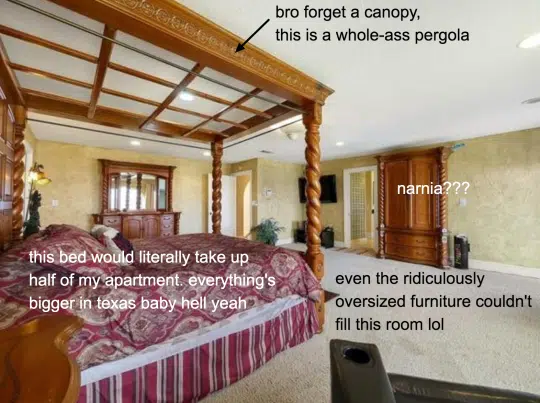 bro forget a canopy,
this is a whole-ass pergola
narnia???
this bed would literally take up
half of my apartment. everything's
bigger in texas baby hell yeah
even the ridiculously
oversized furniture couldn't
fill this room lol